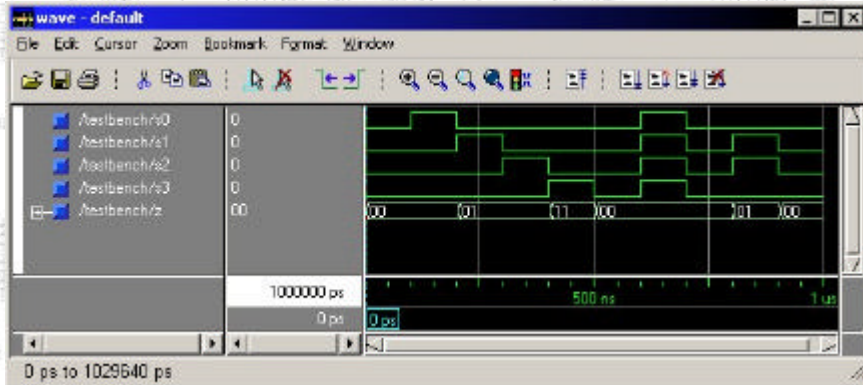 wave - default
File Edit Cursor Zoom Bookmark Format Window
/testbench/s0 0
/testbench/s1 0
/testbench/s2 0
/testbench/s3 0
/testbench/z 00 00 01 11 00 01 00
1000000 ps 500 ns 1 us
0 ps 0 ps
0 ps to 1029640 ps